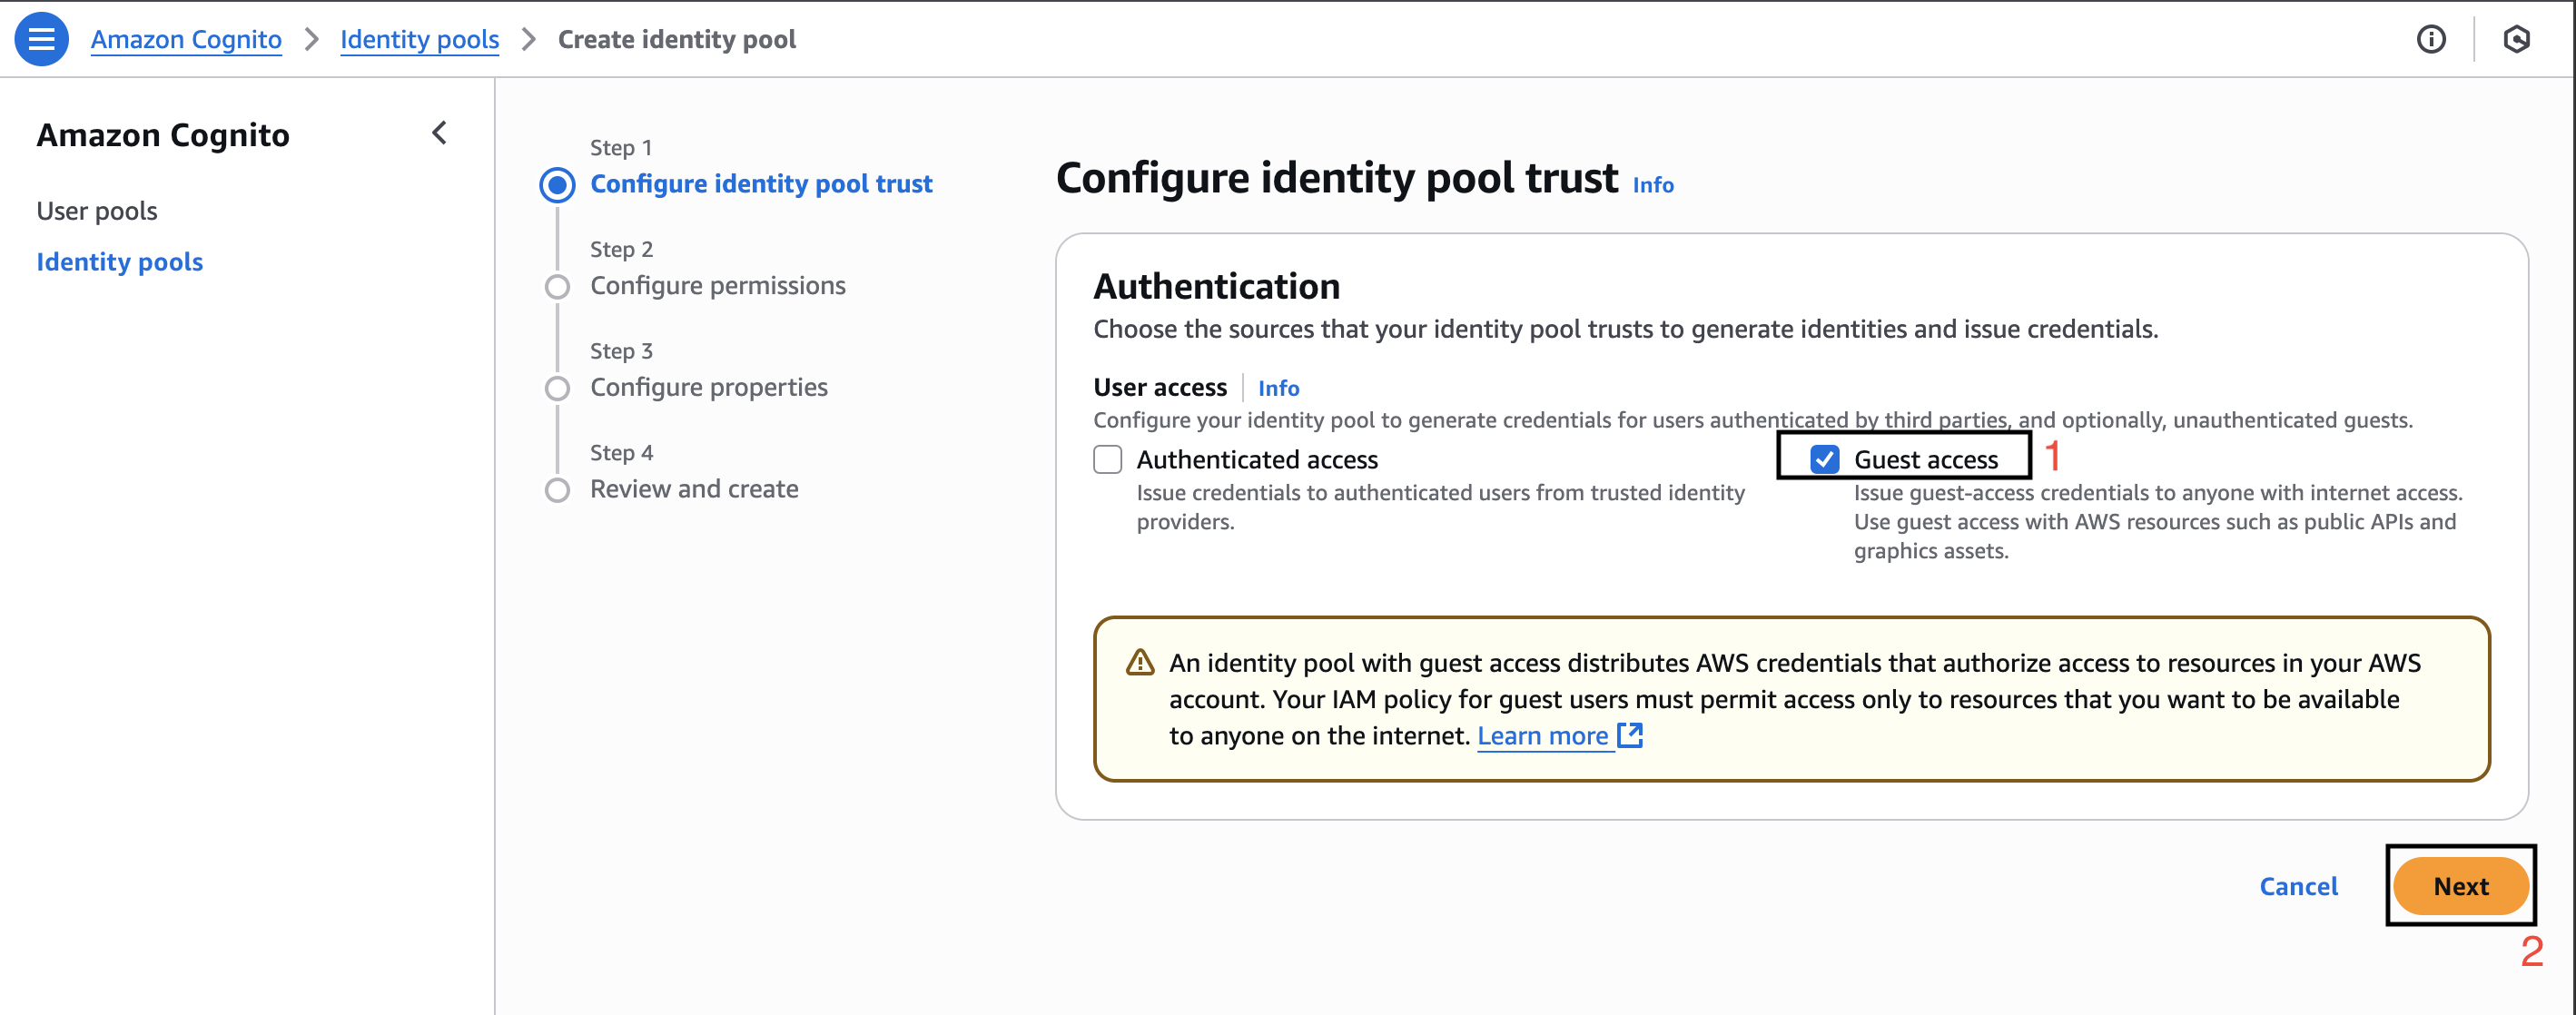 Amazon Cognito > Identity pools > Create identity pool
Amazon Cognito
User pools
Identity pools
Step 1
Configure identity pool trust
Step 2
Configure permissions
Step 3
Configure properties
Step 4
Review and create
Configure identity pool trust Info
Authentication
Choose the sources that your identity pool trusts to generate identities and issue credentials.
User access Info
Configure your identity pool to generate credentials for users authenticated by third parties, and optionally, unauthenticated guests.
Authenticated access
Issue credentials to authenticated users from trusted identity
providers.
Guest access 1
Issue guest-access credentials to anyone with internet access.
Use guest access with AWS resources such as public APIs and
graphics assets.
An identity pool with guest access distributes AWS credentials that authorize access to resources in your AWS
account. Your IAM policy for guest users must permit access only to resources that you want to be available
to anyone on the internet. Learn more
Cancel Next
2